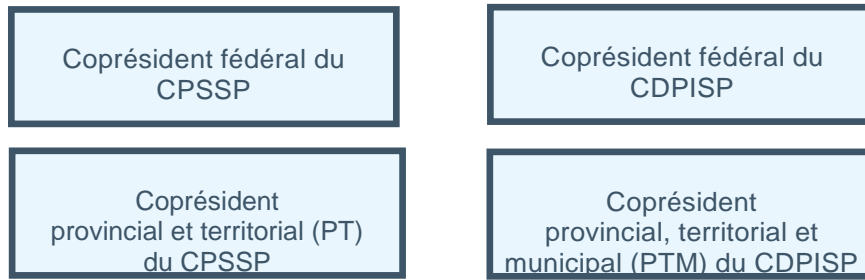 Coprésident fédéral du
CPSSP
Coprésident fédéral du
CDPISP
Coprésident
provincial et territorial (PT)
du CPSSP
Coprésident
provincial, territorial et
municipal (PTM) du CDPISP